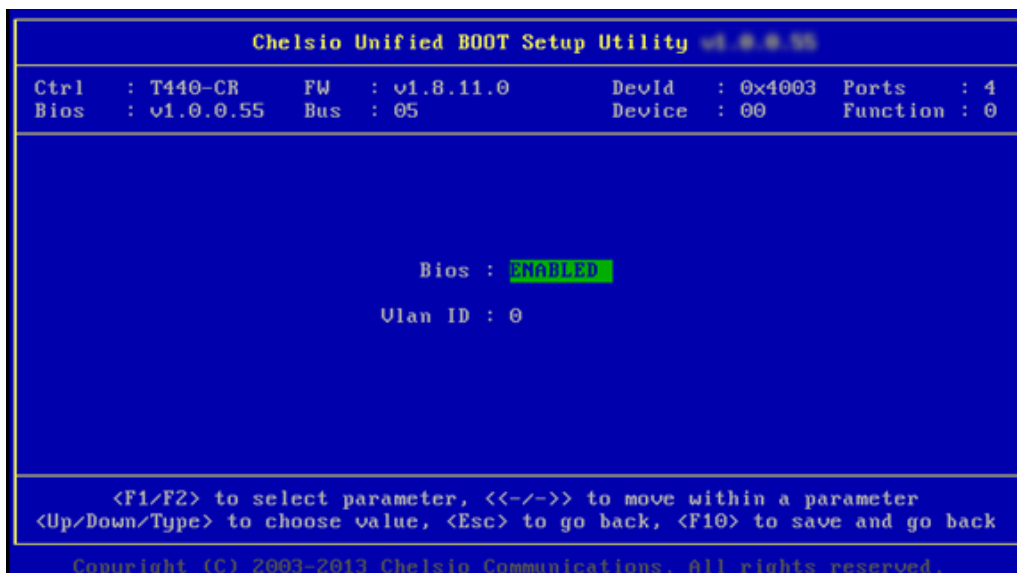 Chelsio Unified BOOT Setup Utility
Ctrl : T440-CR FW : v1.8.11.0 DevId : 0x4003 Ports : 4
Bios : v1.0.0.55 Bus : 05 Device : 00 Function : 0
Bios : ENABLED
Vlan ID : 0
<F1/F2> to select parameter, <<-/->> to move within a parameter
<Up/Down/Type> to choose value, <Esc> to go back, <F10> to save and go back
Copyright (C) 2003-2013 Chelsio Communications. All rights reserved.